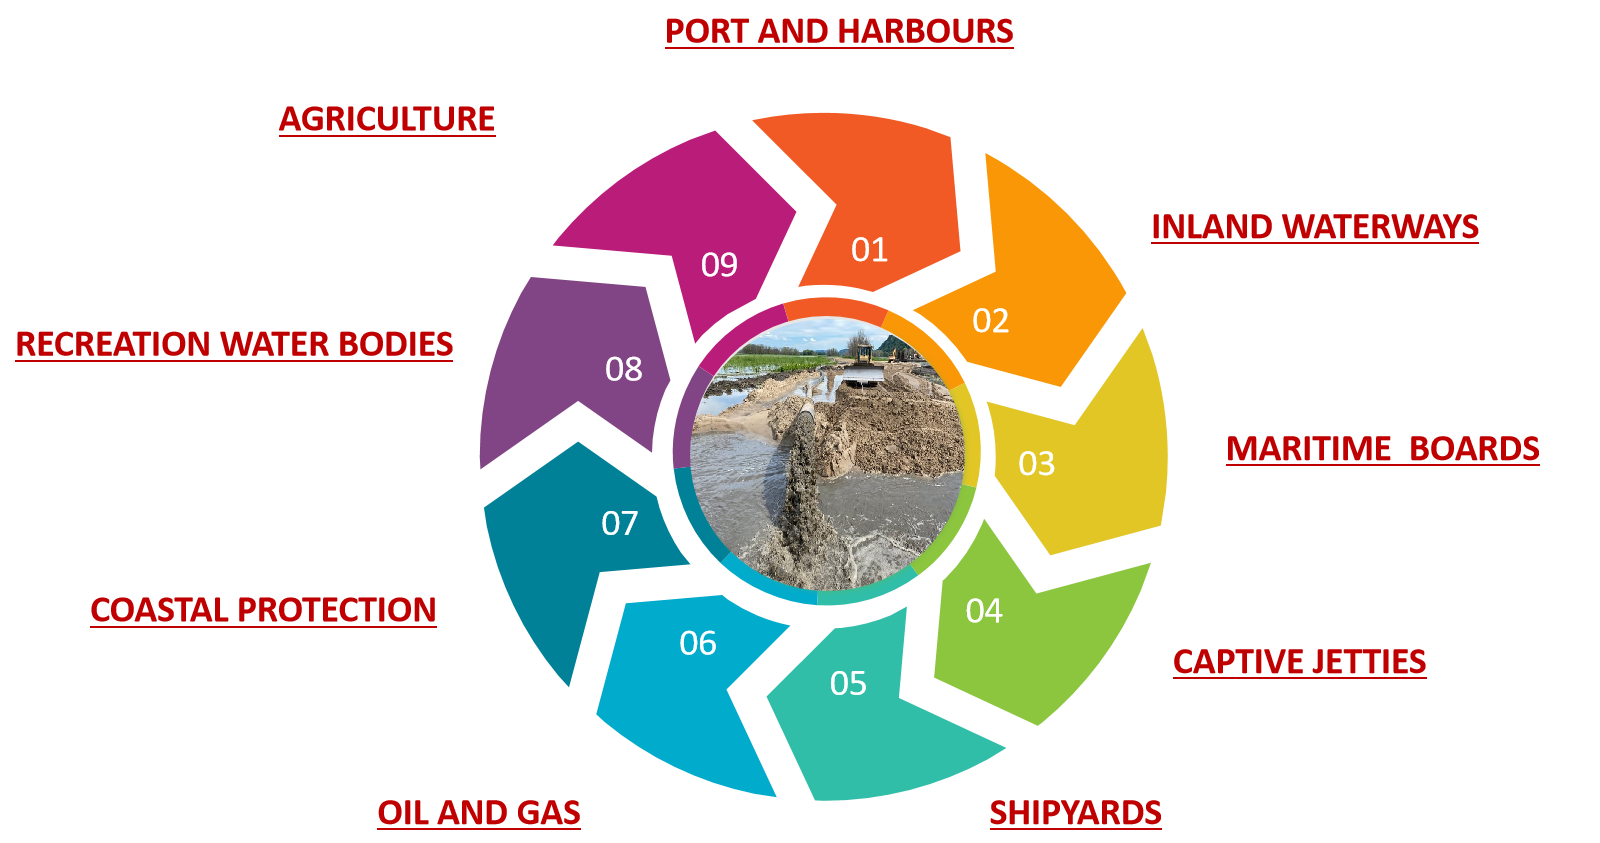 PORT AND HARBOURS
AGRICULTURE
INLAND WATERWAYS
RECREATION WATER BODIES
MARITIME  BOARDS
COASTAL PROTECTION
CAPTIVE JETTIES
OIL AND GAS
SHIPYARDS
01
02
03
04
05
06
07
08
09